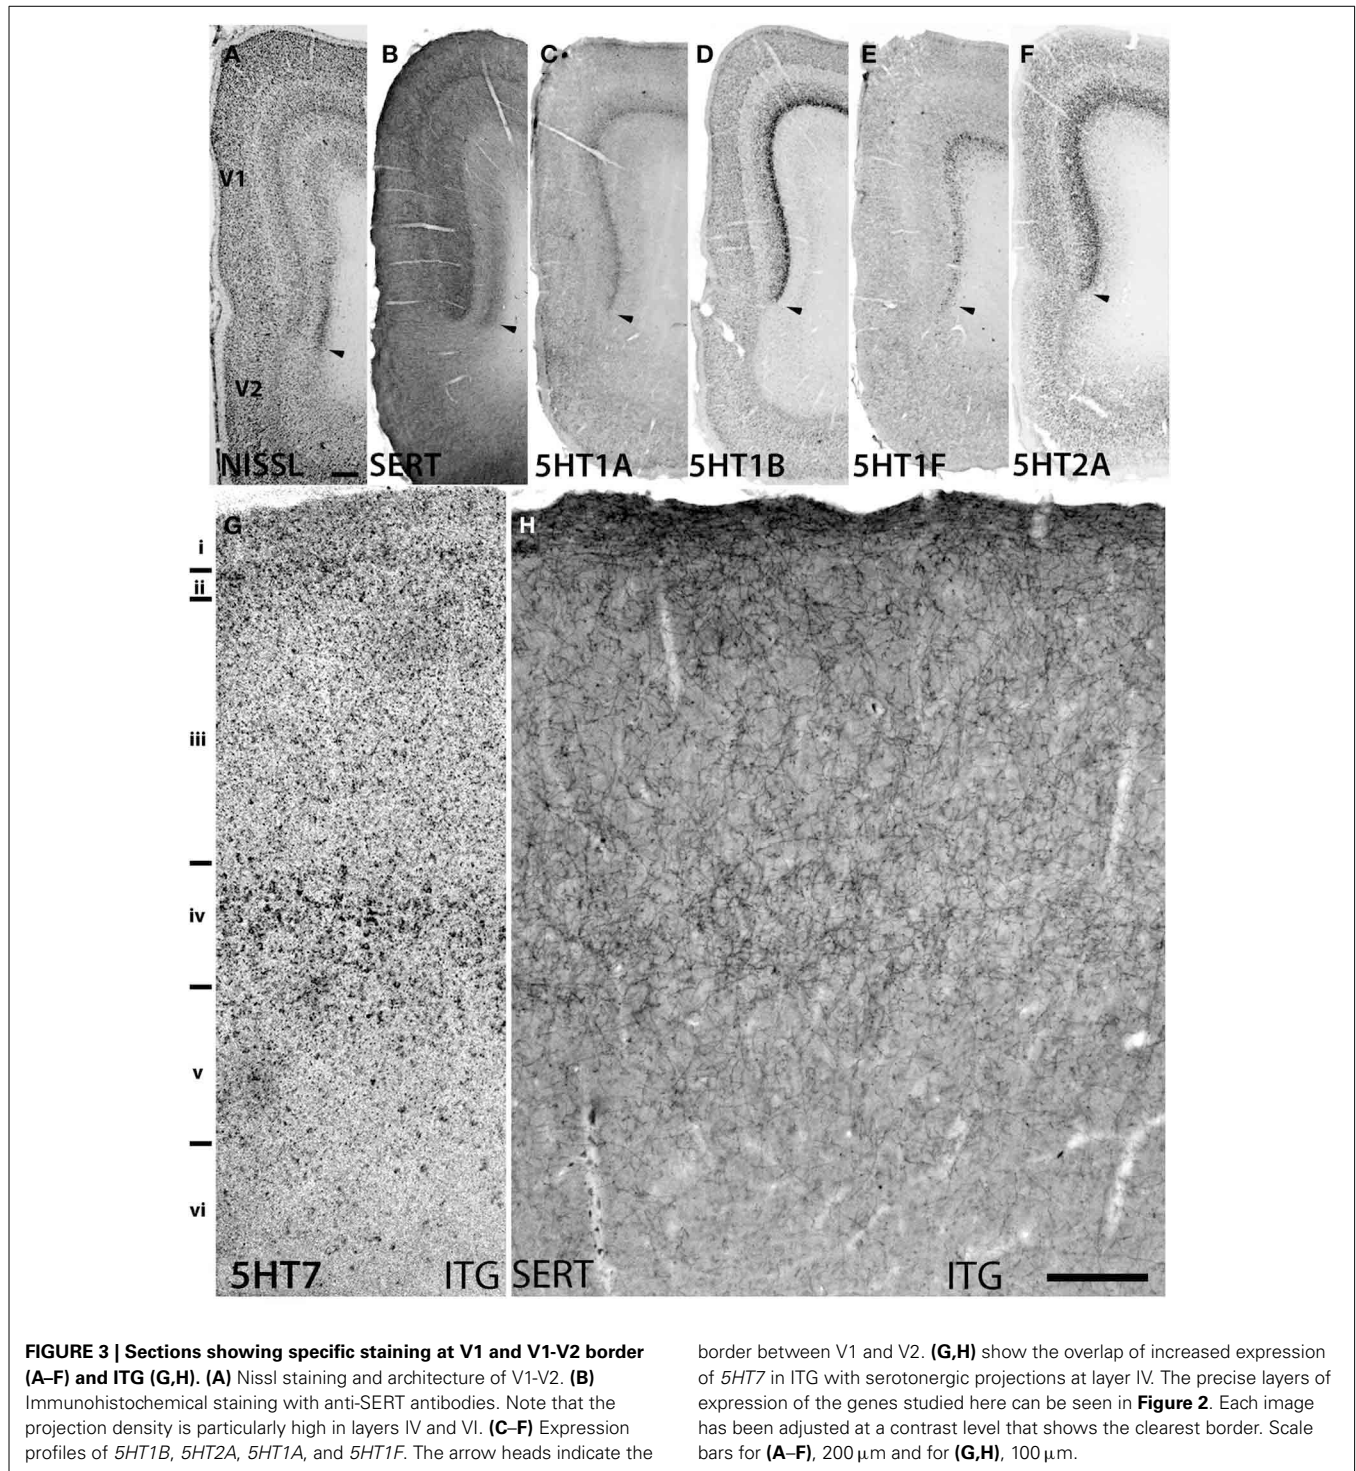 A B C D E F
V1
V2
NISSL SERT 5HT1A 5HT1B 5HT1F 5HT2A
G H
i
ii
iii
iv
v
vi
5HT7 ITG SERT ITG
FIGURE 3 | Sections showing specific staining at V1 and V1-V2 border
(A–F) and ITG (G,H). (A) Nissl staining and architecture of V1-V2. (B)
Immunohistochemical staining with anti-SERT antibodies. Note that the
projection density is particularly high in layers IV and VI. (C–F) Expression
profiles of 5HT1B, 5HT2A, 5HT1A, and 5HT1F. The arrow heads indicate the
border between V1 and V2. (G,H) show the overlap of increased expression
of 5HT7 in ITG with serotonergic projections at layer IV. The precise layers of
expression of the genes studied here can be seen in Figure 2. Each image
has been adjusted at a contrast level that shows the clearest border. Scale
bars for (A–F), 200 μm and for (G,H), 100 μm.